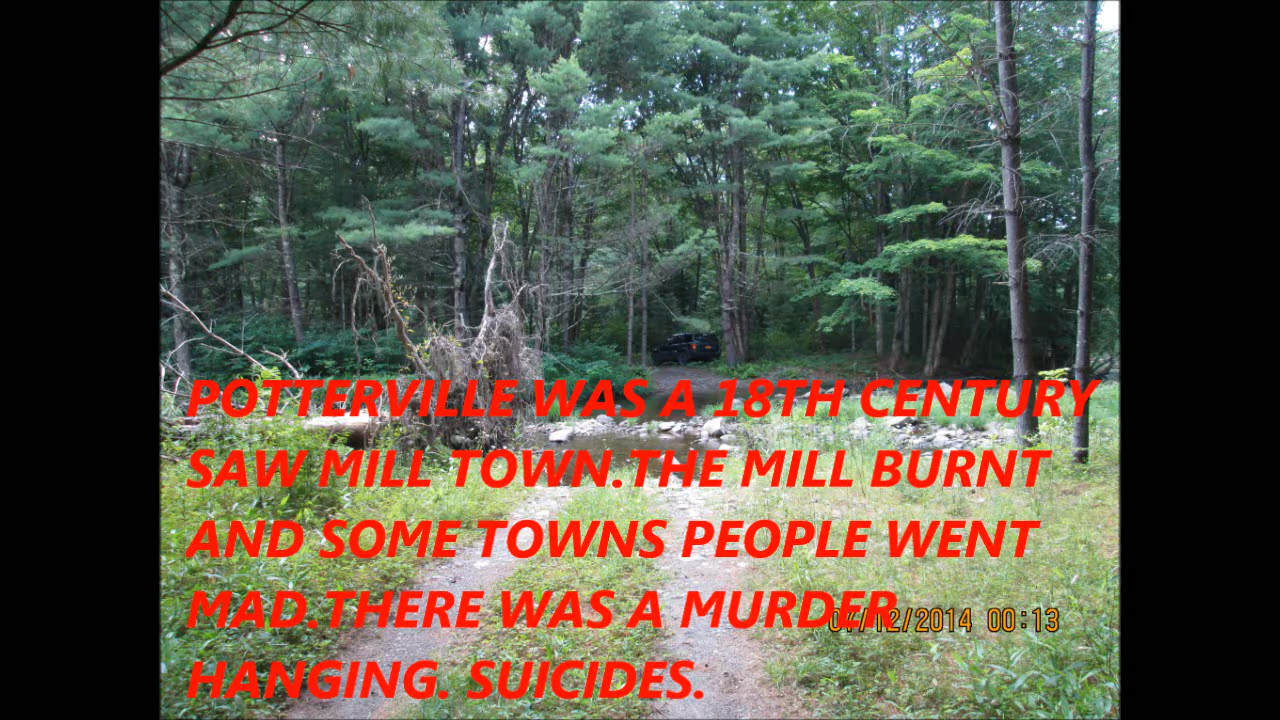 POTTERVILLE WAS A 18TH CENTURY
SAW MILL TOWN.THE MILL BURNT
AND SOME TOWNS PEOPLE WENT
MAD.THERE WAS A MURDER
HANGING. SUICIDES.
07/12/2014 00:13